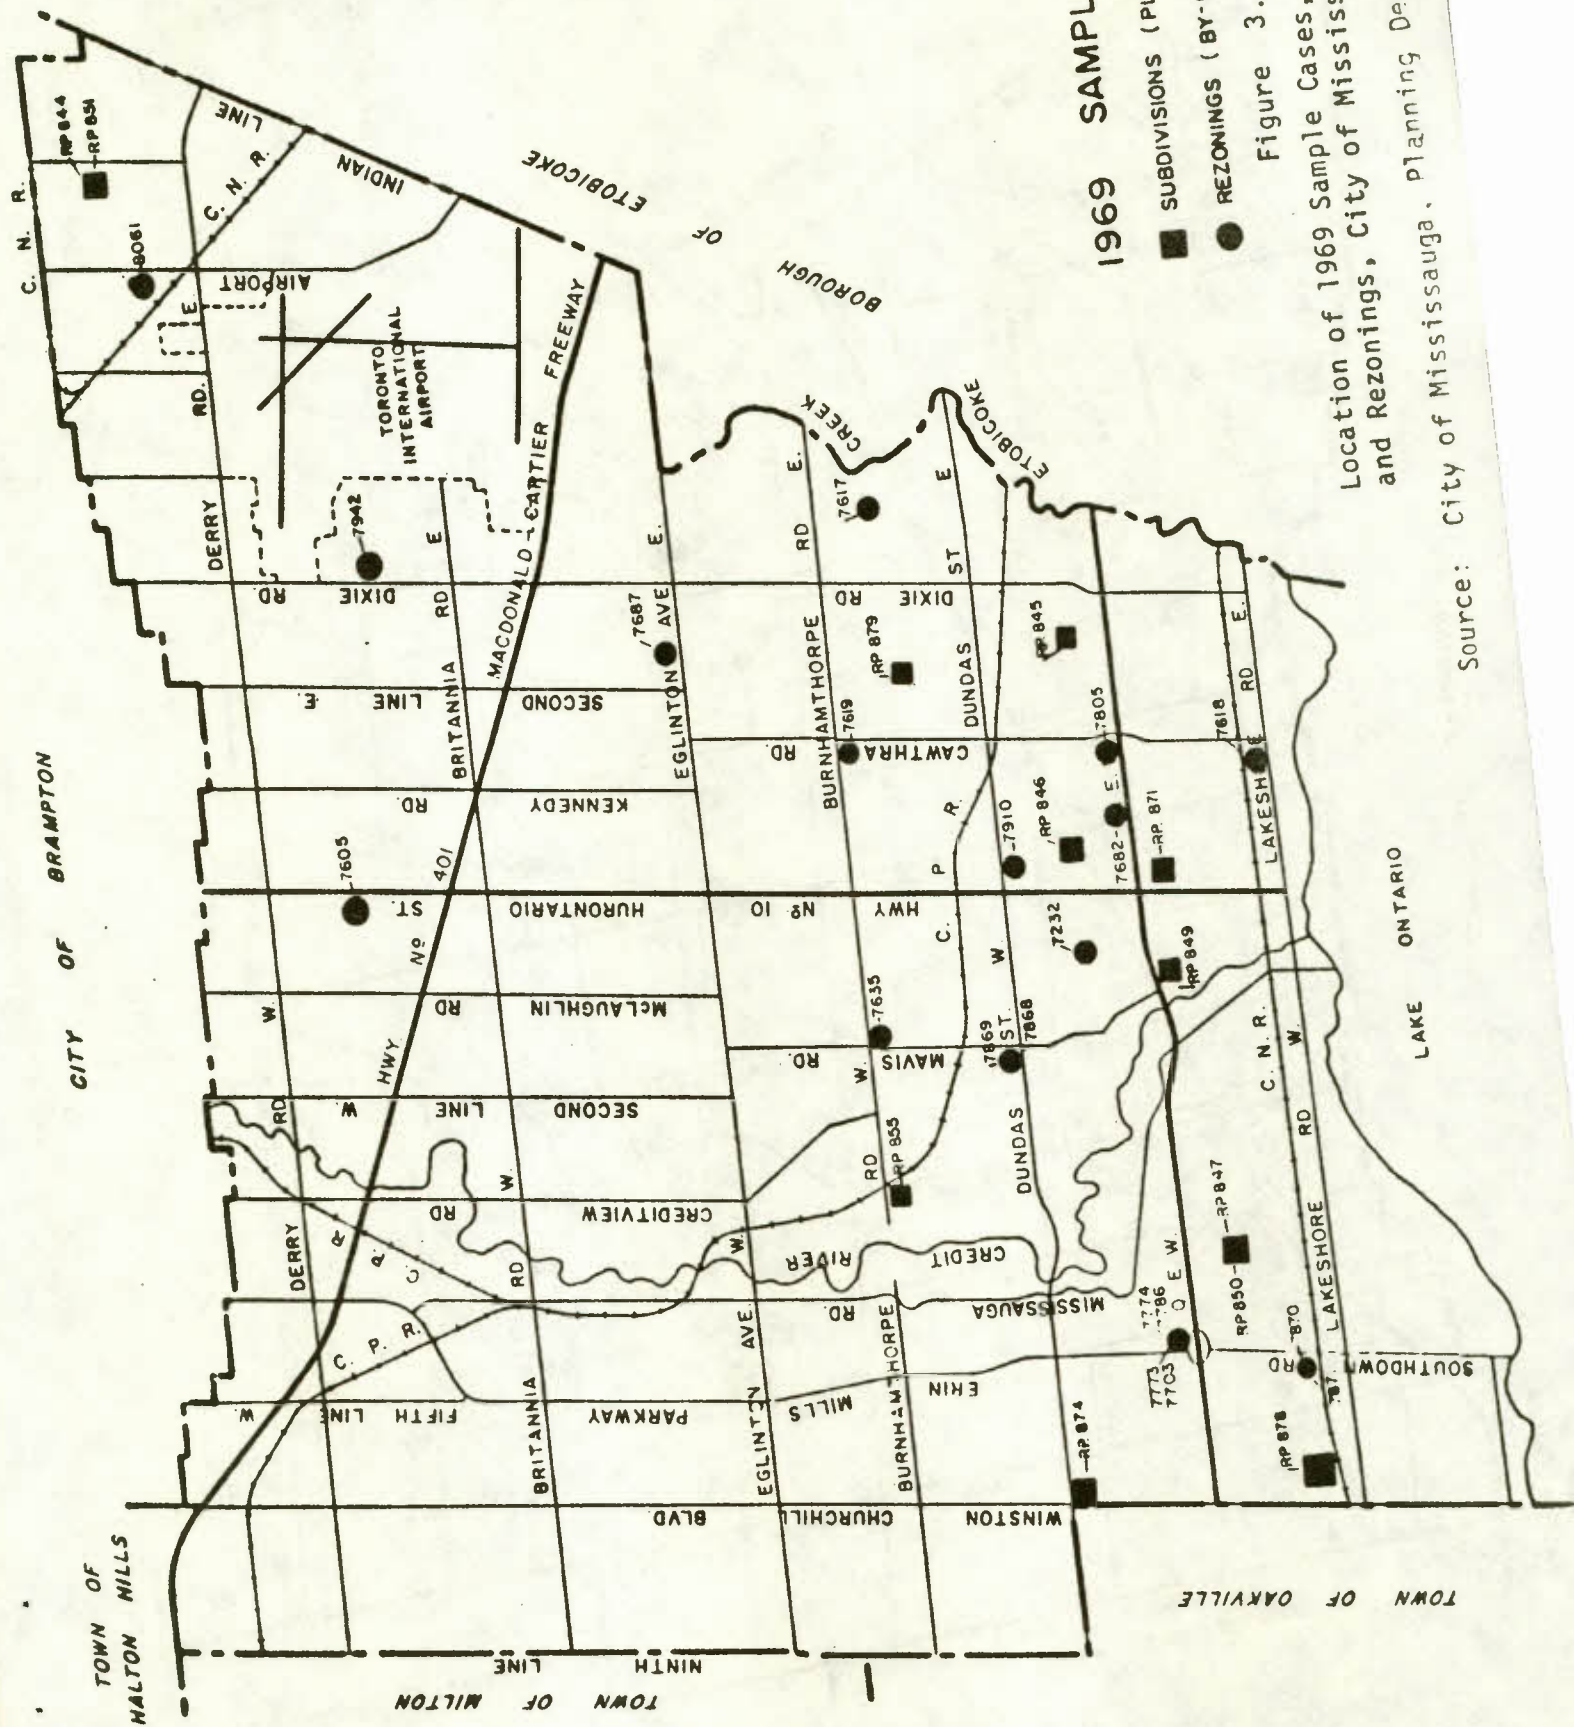 CITY OF BRAMPTON
TOWN OF
HALTON HILLS
TOWN OF MILTON
TOWN OF OAKVILLE
BOROUGH OF ETOBICOKE
LAKE ONTARIO
C. N. R.
RP 844
RP 851
8061
C. N. R.
INDIAN LINE
AIRPORT
DERRY RD. E.
TORONTO
INTERNATIONAL
AIRPORT
MACDONALD-CARTIER FREEWAY
7942
DIXIE RD.
BRITANNIA RD E
7687
EGLINTON AVE E.
SECOND LINE E.
KENNEDY RD.
7605
HURONTARIO ST.
HWY No 401
McLAUGHLIN RD
SECOND LINE W.
DERRY RD W.
CREDITVIEW RD
C. P. R.
C. P. R.
BRITANNIA RD W.
FIFTH LINE W.
ERIN MILLS PARKWAY
WINSTON CHURCHILL BLVD.
NINTH LINE
EGLINTON AVE W.
BURNHAMTHORPE RD W.
CREDIT RIVER
MISSISSAUGA RD
RP 855
MAVIS RD.
7635
HWY No 10
BURNHAMTHORPE RD E.
7619
CAWTHRA RD.
RP 879
DIXIE RD
7617
ETOBICOKE CREEK
DUNDAS ST E
C. P. R.
RP 845
7805
7910
RP 846
7682
RP 871
7618
LAKESHORE RD E.
7232
RP 849
7869
7868
DUNDAS ST. W
C. N. R.
LAKESHORE RD W
RP 847
RP 850
Q E W
E
7774
7786
7773
7703
870
SOUTHDOWN RD
787
RP 878
RP 874
1969 SAMPL
SUBDIVISIONS (PL
REZONINGS (BY-
Figure 3.
Location of 1969 Sample Cases,
and Rezonings, City of Mississ
Source: City of Mississauga. Planning De